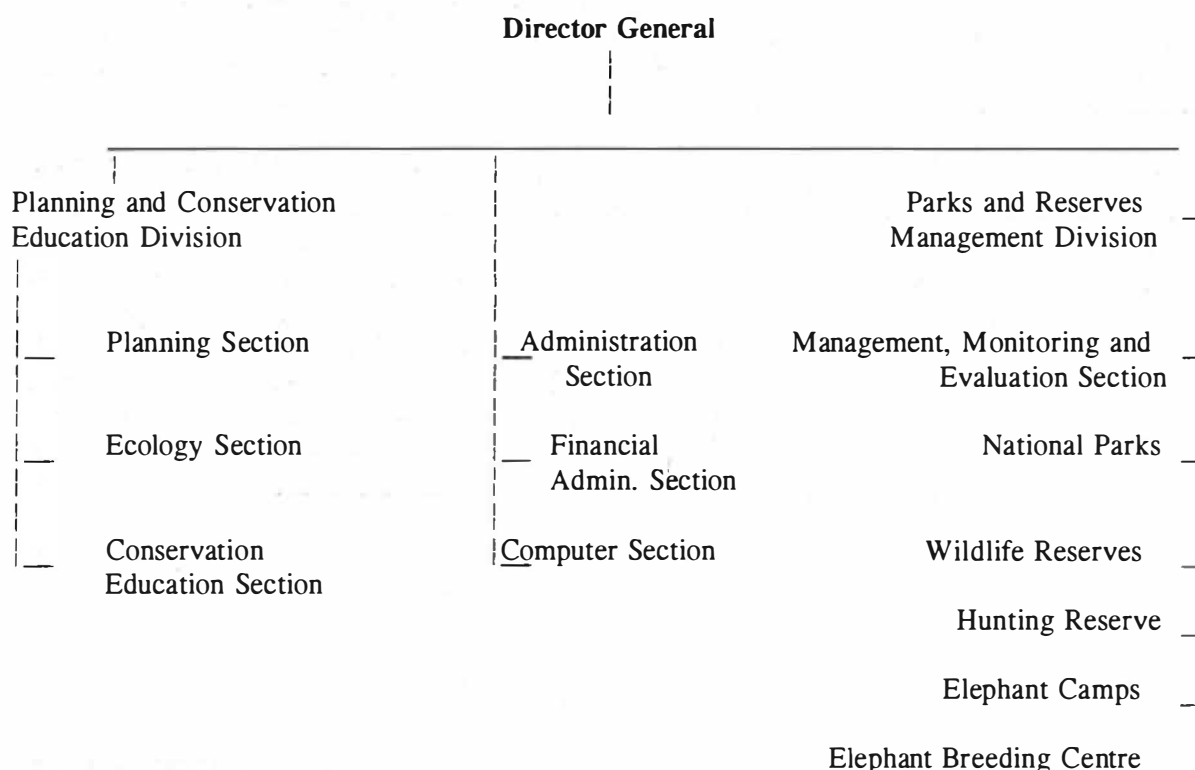 Director General
Planning and Conservation
Education Division
Parks and Reserves
Management Division
Planning Section
Administration
Section
Management, Monitoring and
Evaluation Section
Ecology Section
Financial
Admin. Section
National Parks
Conservation
Education Section
Computer Section
Wildlife Reserves
Hunting Reserve
Elephant Camps
Elephant Breeding Centre